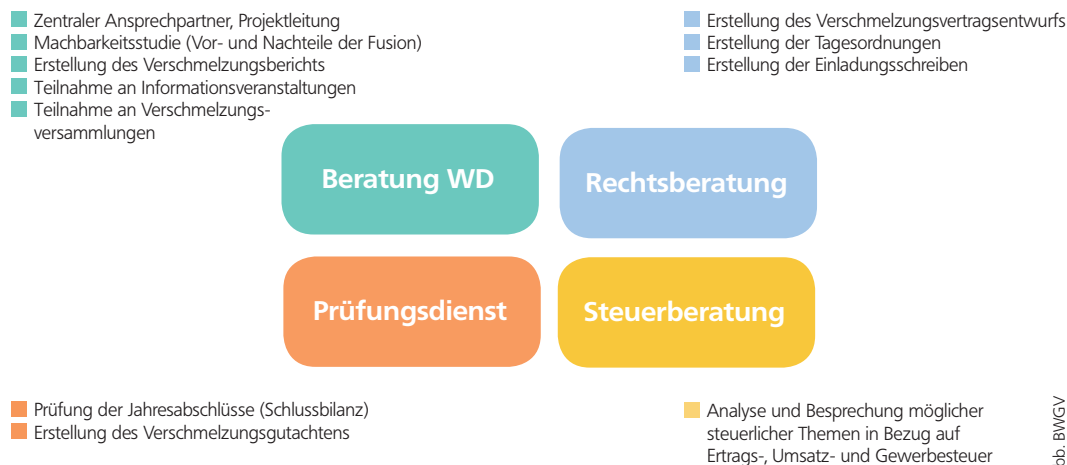 Zentraler Ansprechpartner, Projektleitung
Machbarkeitsstudie (Vor- und Nachteile der Fusion)
Erstellung des Verschmelzungsberichts
Teilnahme an Informationsveranstaltungen
Teilnahme an Verschmelzungs-
versammlungen
Erstellung des Verschmelzungsvertragsentwurfs
Erstellung der Tagesordnungen
Erstellung der Einladungsschreiben
Beratung WD
Rechtsberatung
Prüfungsdienst
Steuerberatung
Prüfung der Jahresabschlüsse (Schlussbilanz)
Erstellung des Verschmelzungsgutachtens
Analyse und Besprechung möglicher
steuerlicher Themen in Bezug auf
Ertrags-, Umsatz- und Gewerbesteuer
BWGV